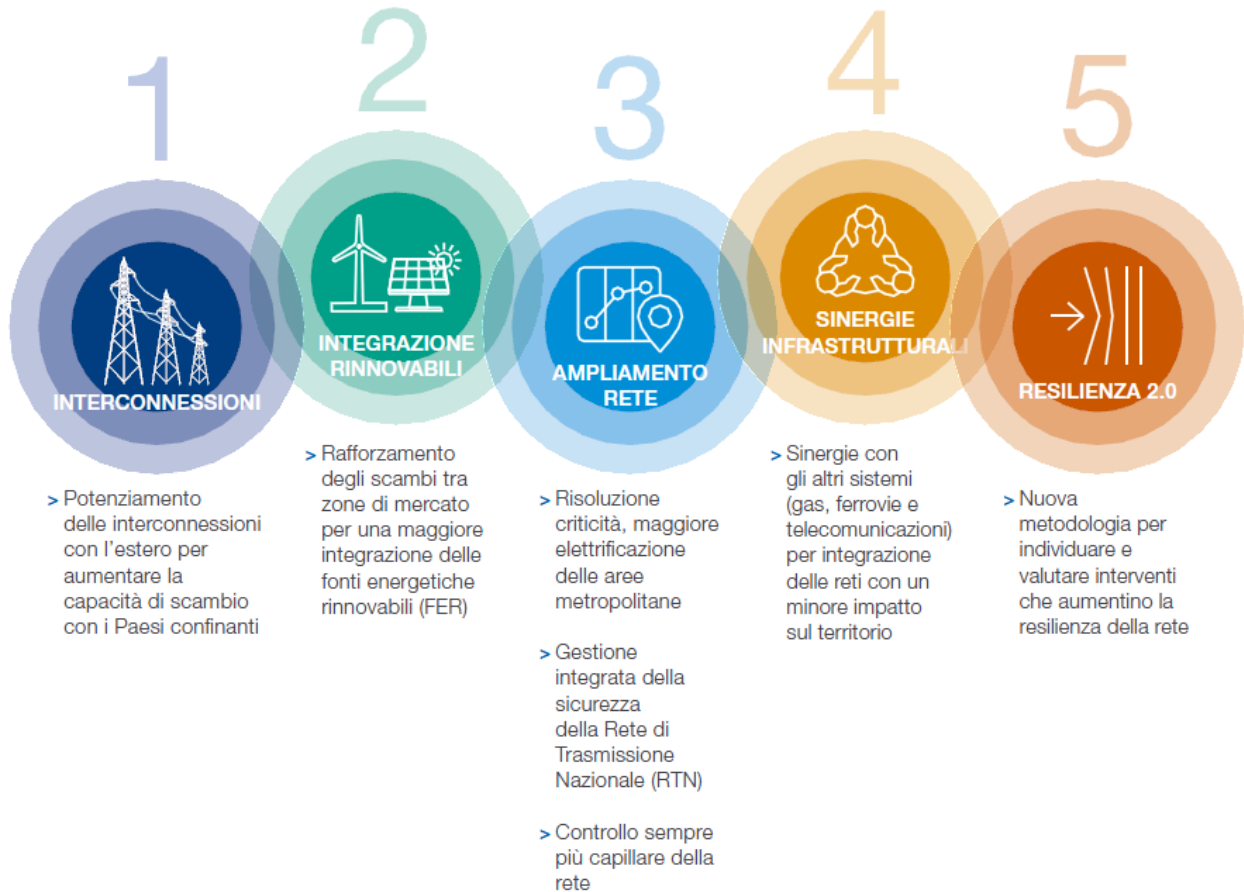 1
INTERCONNESSIONI
> Potenziamento
delle interconnessioni
con l'estero per
aumentare la
capacità di scambio
con i Paesi confinanti
2
INTEGRAZIONE
RINNOVABILI
> Rafforzamento
degli scambi tra
zone di mercato
per una maggiore
integrazione delle
fonti energetiche
rinnovabili (FER)
3
AMPLIAMENTO
RETE
> Risoluzione
criticità, maggiore
elettrificazione
delle aree
metropolitane
> Gestione
integrata della
sicurezza
della Rete di
Trasmissione
Nazionale (RTN)
> Controllo sempre
più capillare della
rete
4
SINERGIE
INFRASTRUTTURALI
> Sinergie con
gli altri sistemi
(gas, ferrovie e
telecomunicazioni)
per integrazione
delle reti con un
minore impatto
sul territorio
5
RESILIENZA 2.0
> Nuova
metodologia per
individuare e
valutare interventi
che aumentino la
resilienza della rete